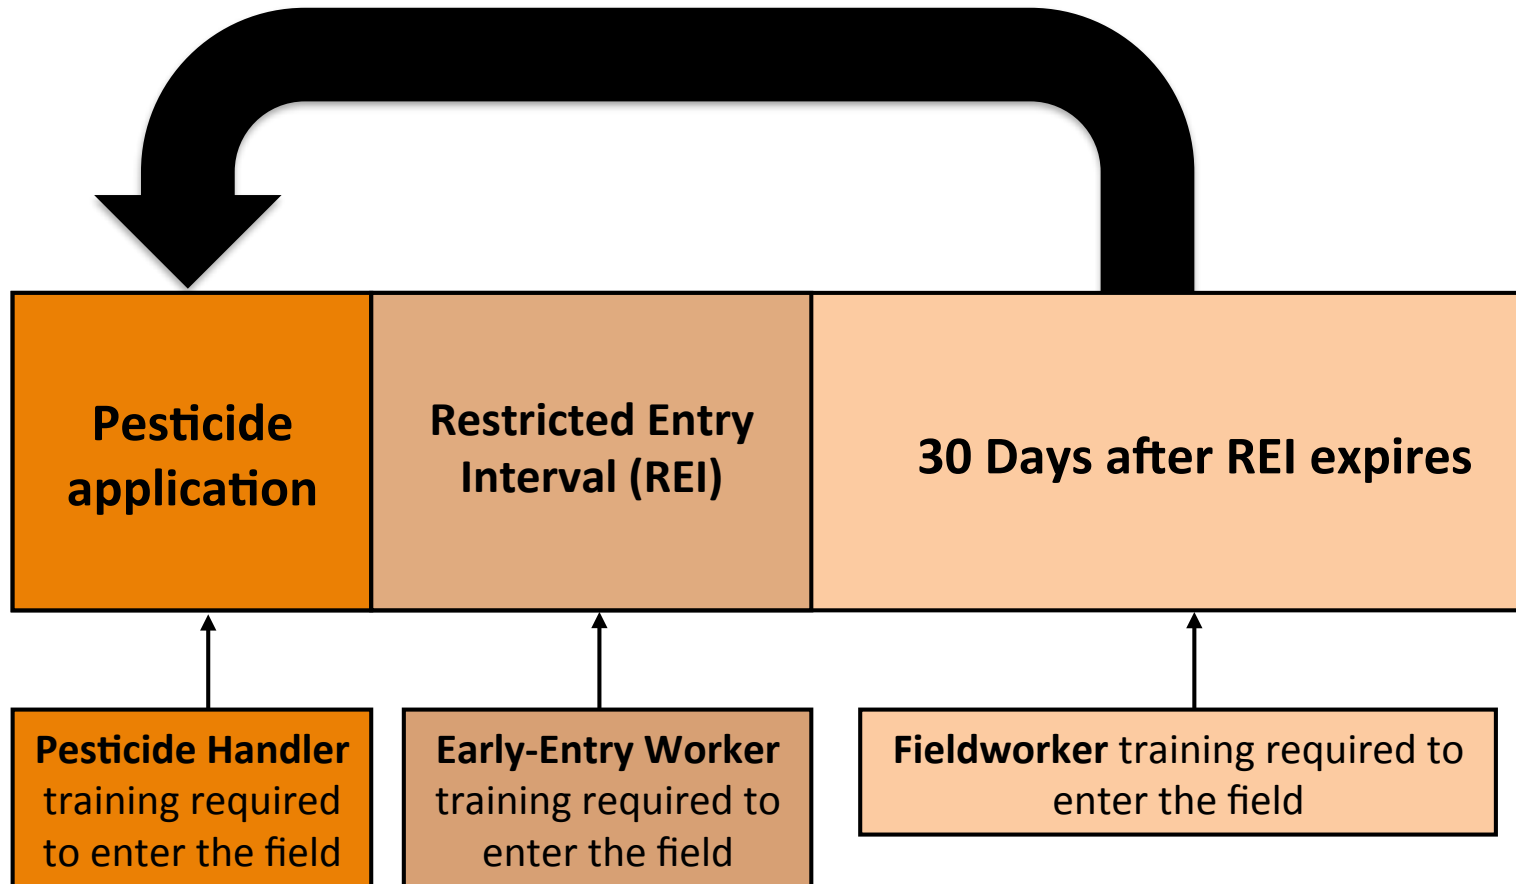 Pesticide
application
Restricted Entry
Interval (REI)
30 Days after REI expires
Pesticide Handler
training required
to enter the field
Early-Entry Worker
training required to
enter the field
Fieldworker training required to
enter the field